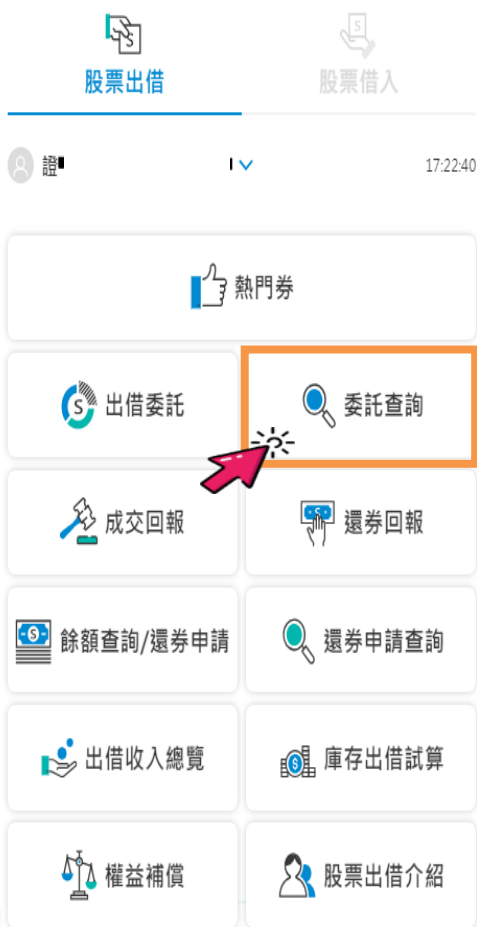 股票出借
股票借入
證
17:22:40
熱門券
出借委託
委託查詢
成交回報
還券回報
餘額查詢/還券申請
還券申請查詢
出借收入總覽
庫存出借試算
權益補償
股票出借介紹